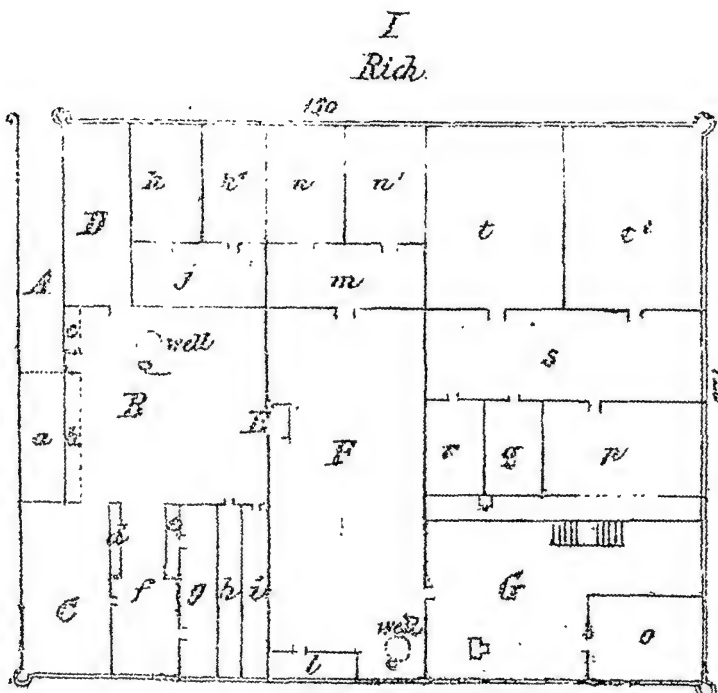 I
Rich.
150
h h' n n'
D t t'
A j m
well
s
B E
a F r q p
d
f g h i G
C well o
l